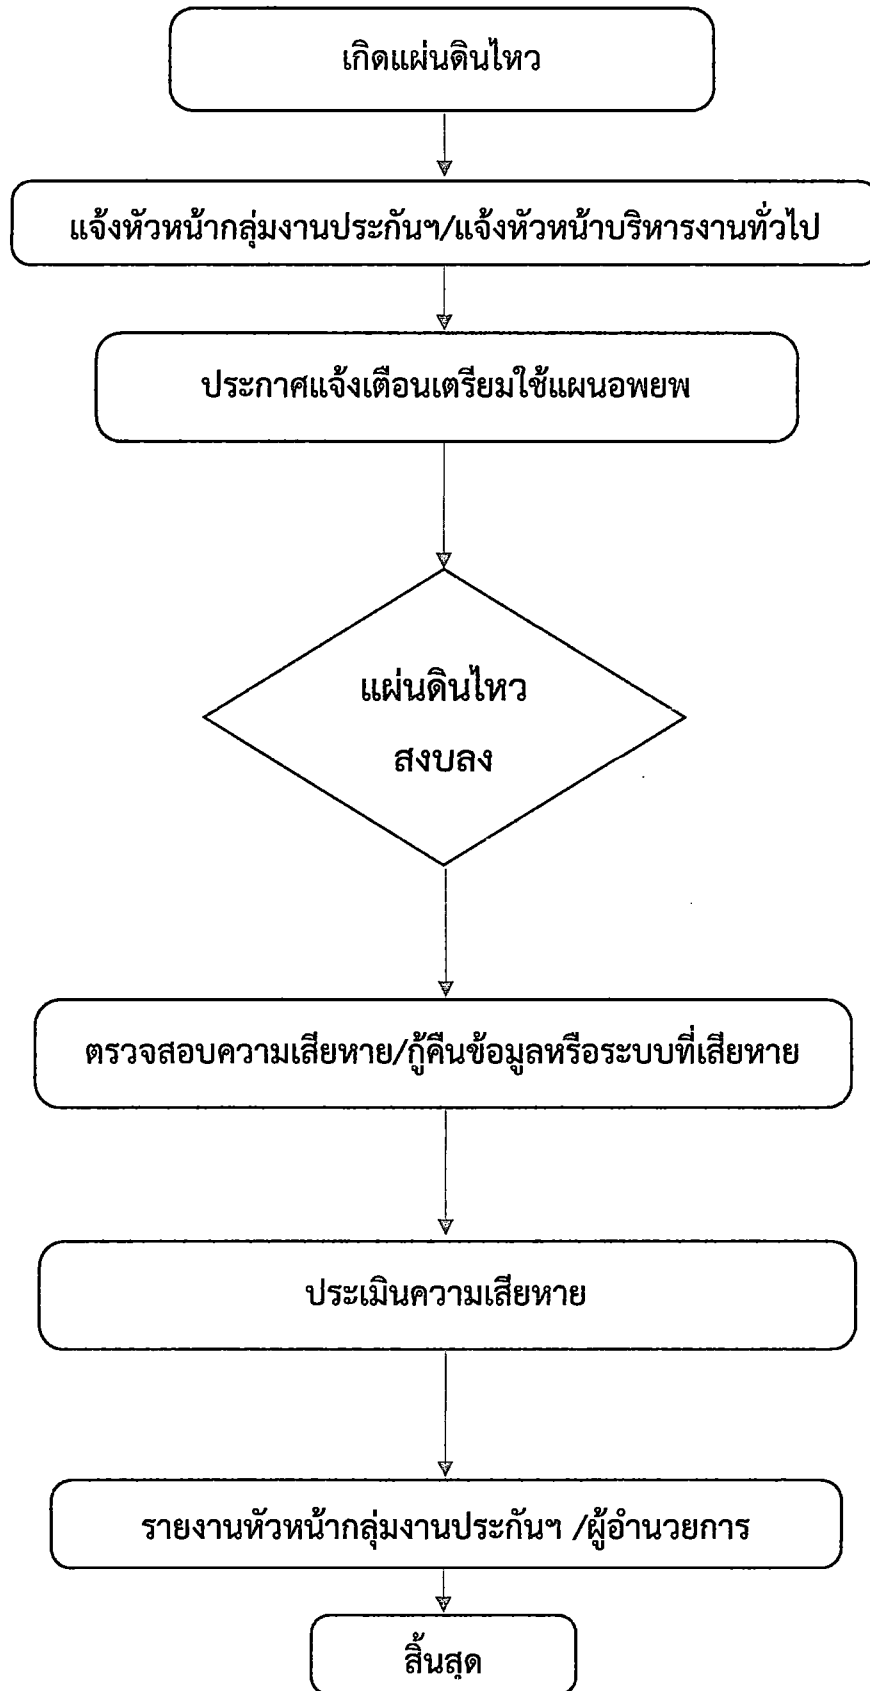 เกิดแผ่นดินไหว
แจ้งหัวหน้ากลุ่มงานประกันฯ/แจ้งหัวหน้าบริหารงานทั่วไป
ประกาศแจ้งเตือนเตรียมใช้แผนอพยพ
แผ่นดินไหว
สงบลง
ตรวจสอบความเสียหาย/กู้คืนข้อมูลหรือระบบที่เสียหาย
ประเมินความเสียหาย
รายงานหัวหน้ากลุ่มงานประกันฯ /ผู้อำนวยการ
สิ้นสุด